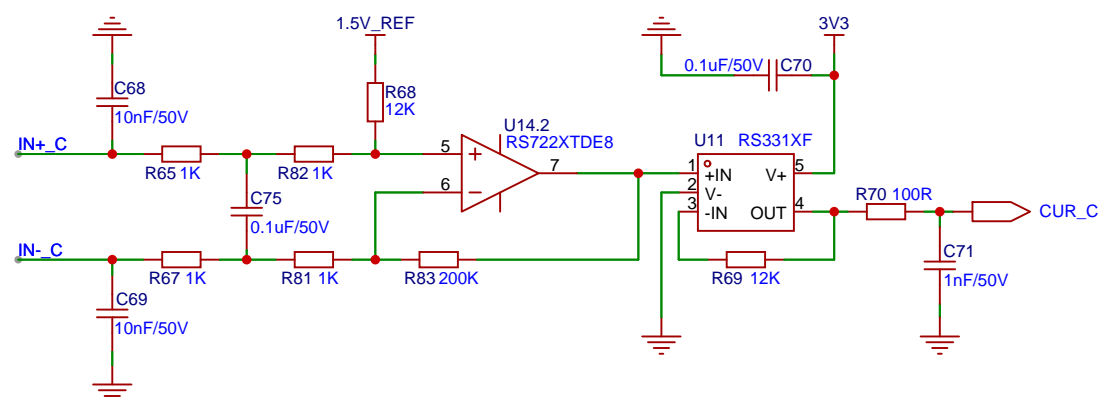 1.5V_REF
3V3
C68
10nF/50V
R68
12K
0.1uF/50V
C70
U14.2
RS722XTDE8
U11
RS331XF
IN+_C
R65 1K
R82 1K
5
+
7
6
-
1
+IN
V+
5
2
V-
3
-IN
OUT
4
R70 100R
CUR_C
C75
0.1uF/50V
IN-_C
R67 1K
R81 1K
R83 200K
R69 12K
C71
1nF/50V
C69
10nF/50V